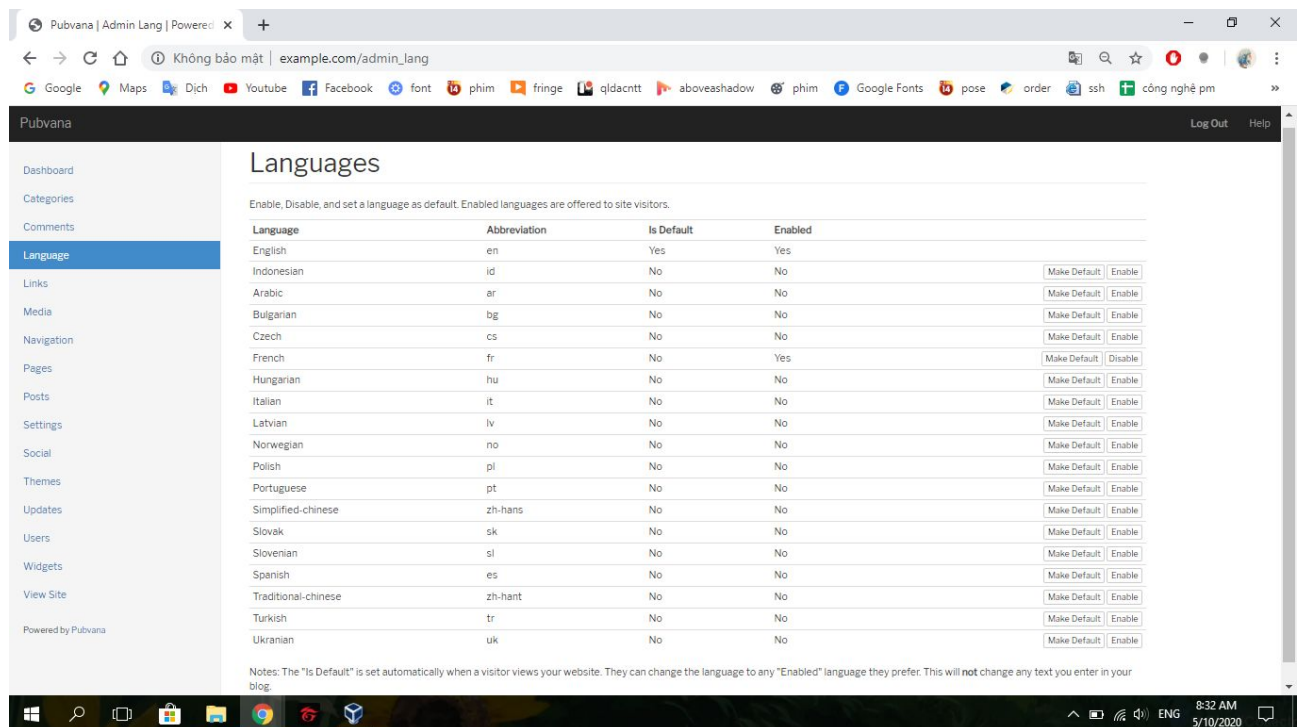 Pubvana | Admin Lang | Powered
Không bảo mật | example.com/admin_lang
Google Maps Dịch Youtube Facebook font phim fringe qldacntt aboveashadow phim Google Fonts pose order ssh công nghệ pm »
Pubvana Log Out Help
Dashboard
Categories
Comments
Language
Links
Media
Navigation
Pages
Posts
Settings
Social
Themes
Updates
Users
Widgets
View Site
Powered by Pubvana
Languages
Enable, Disable, and set a language as default. Enabled languages are offered to site visitors.
Language Abbreviation Is Default Enabled
English en Yes Yes
Indonesian id No No Make Default Enable
Arabic ar No No Make Default Enable
Bulgarian bg No No Make Default Enable
Czech cs No No Make Default Enable
French fr No Yes Make Default Disable
Hungarian hu No No Make Default Enable
Italian it No No Make Default Enable
Latvian lv No No Make Default Enable
Norwegian no No No Make Default Enable
Polish pl No No Make Default Enable
Portuguese pt No No Make Default Enable
Simplified-chinese zh-hans No No Make Default Enable
Slovak sk No No Make Default Enable
Slovenian sl No No Make Default Enable
Spanish es No No Make Default Enable
Traditional-chinese zh-hant No No Make Default Enable
Turkish tr No No Make Default Enable
Ukranian uk No No Make Default Enable
Notes: The "Is Default" is set automatically when a visitor views your website. They can change the language to any "Enabled" language they prefer. This will not change any text you enter in your
blog.
ENG 8:32 AM
5/10/2020